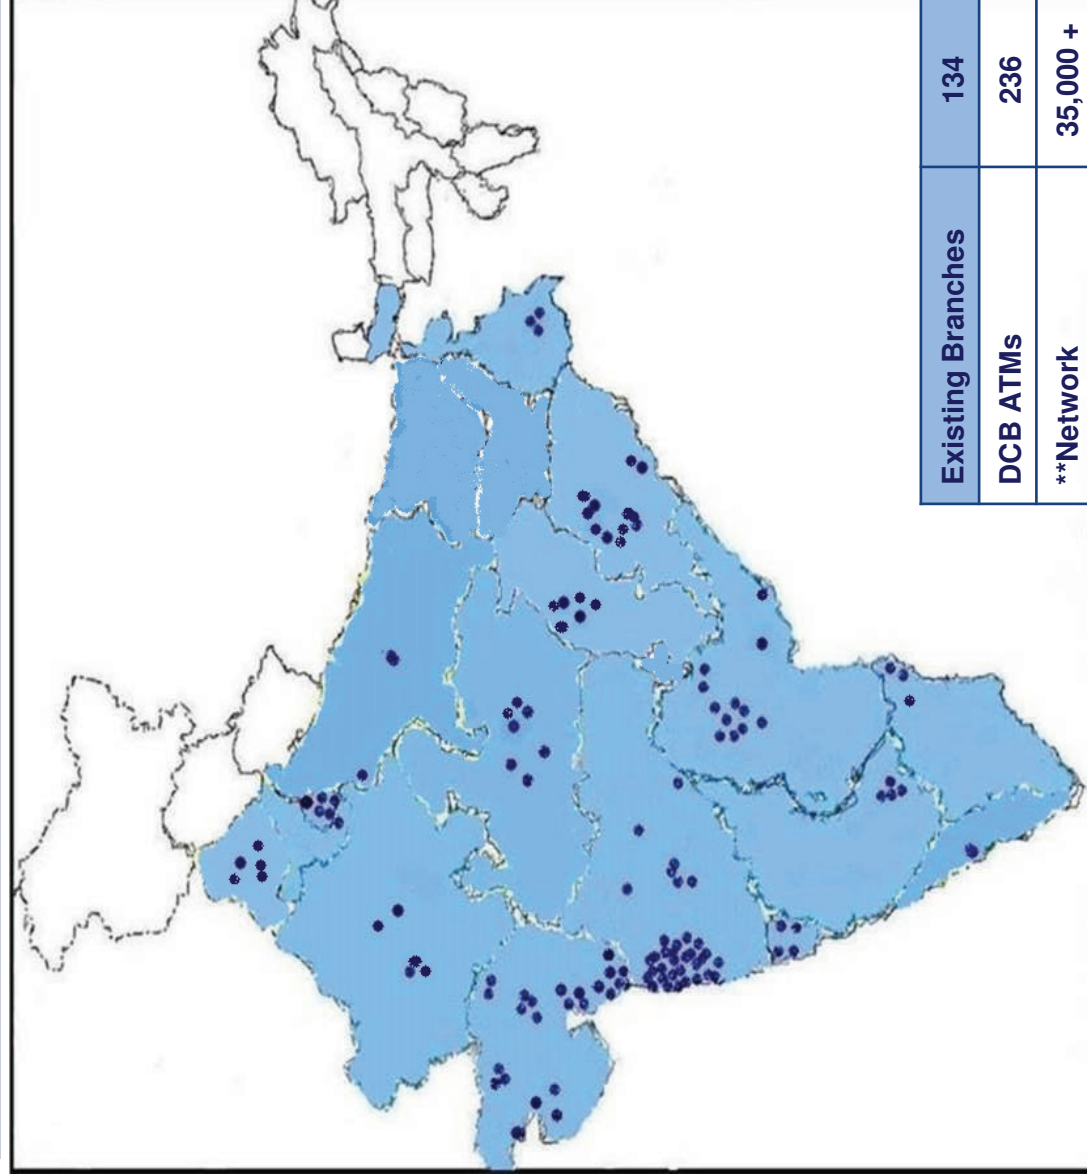 Existing Branches 134
DCB ATMs 236
**Network 35,000 +